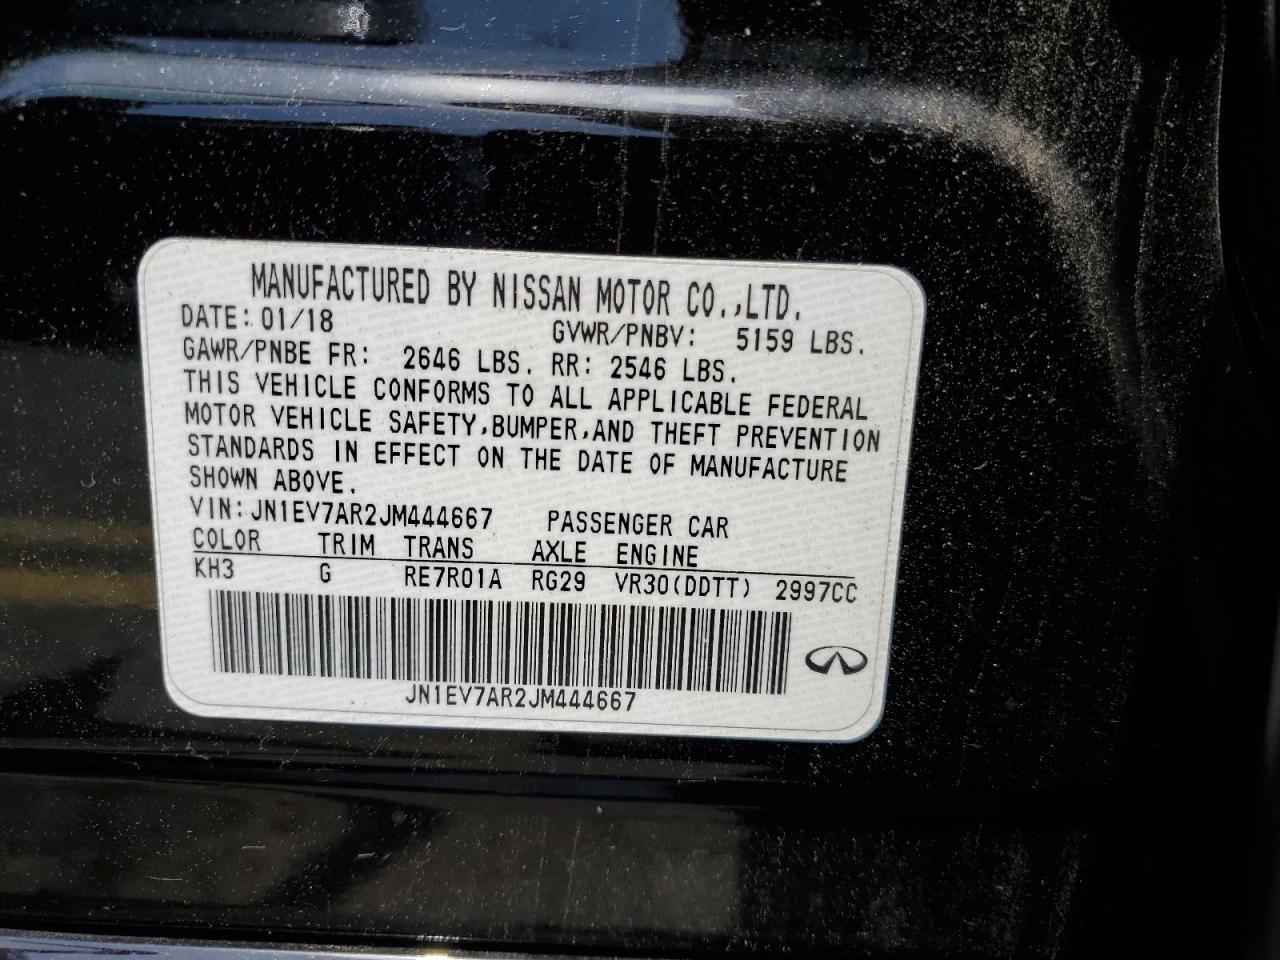 MANUFACTURED BY NISSAN MOTOR CO.,LTD.
DATE: 01/18 GVWR/PNBV: 5159 LBS.
GAWR/PNBE FR: 2646 LBS. RR: 2546 LBS.
THIS VEHICLE CONFORMS TO ALL APPLICABLE FEDERAL
MOTOR VEHICLE SAFETY,BUMPER,AND THEFT PREVENTION
STANDARDS IN EFFECT ON THE DATE OF MANUFACTURE
SHOWN ABOVE.
VIN:JN1EV7AR2JM444667 PASSENGER CAR
COLOR TRIM TRANS AXLE ENGINE
KH3 G RE7R01A RG29 VR30(DDTT) 2997CC
JN1EV7AR2JM444667